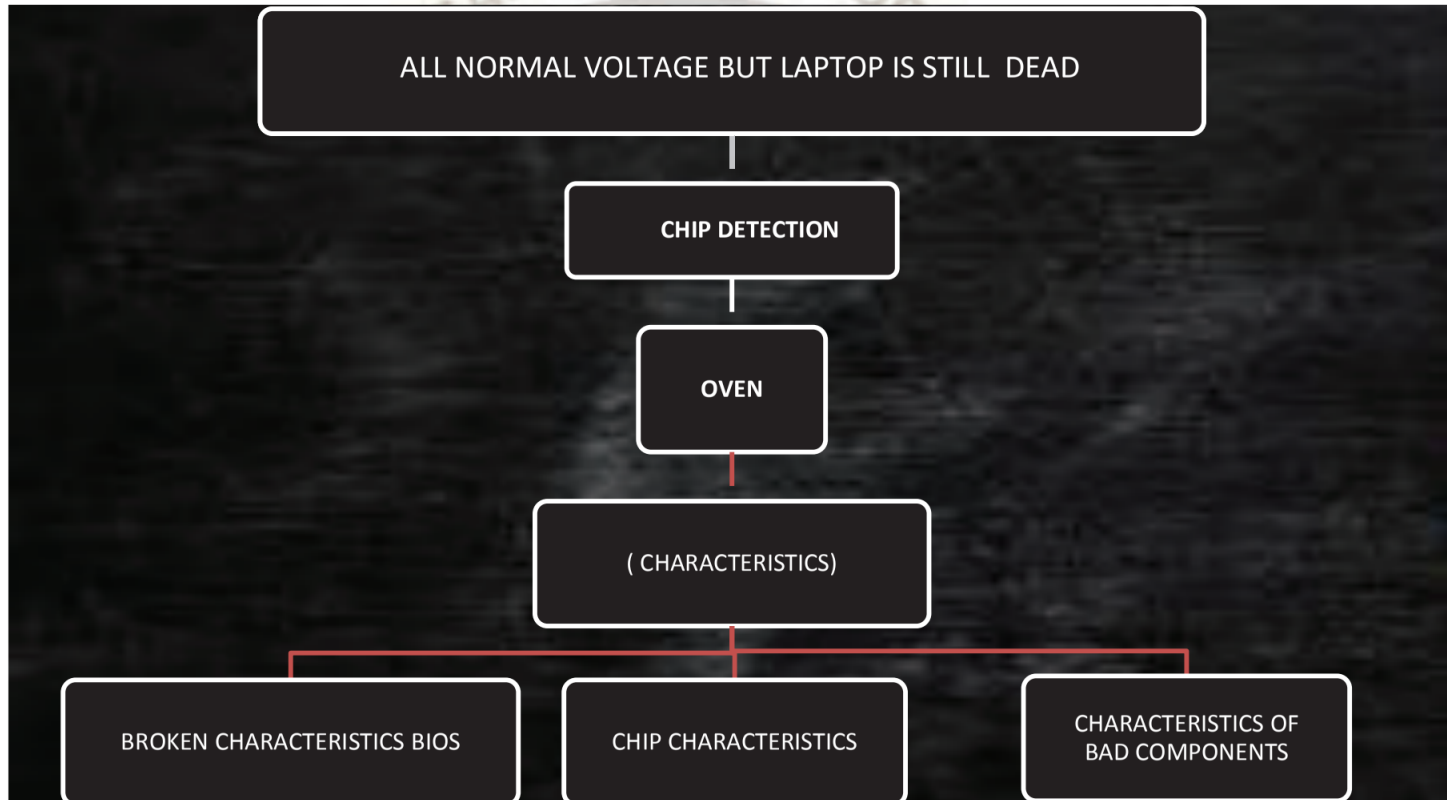 ALL NORMAL VOLTAGE BUT LAPTOP IS STILL DEAD
CHIP DETECTION
OVEN
( CHARACTERISTICS)
BROKEN CHARACTERISTICS BIOS
CHIP CHARACTERISTICS
CHARACTERISTICS OF
BAD COMPONENTS